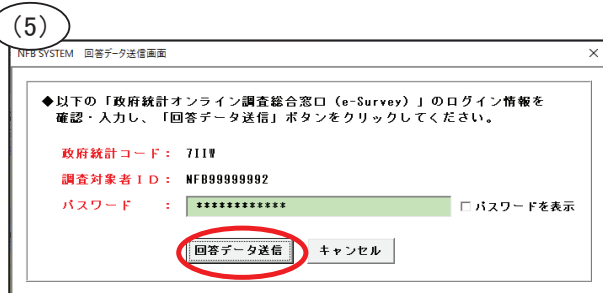 （5）
NFB SYSTEM 回答データ送信画面
◆以下の「政府統計オンライン調査総合窓口（e-Survey）」のログイン情報を
確認・入力し、「回答データ送信」ボタンをクリックしてください。
政府統計コード： 7IIW
調査対象者ＩＤ： NFB99999992
パスワード ： ************ □パスワードを表示
回答データ送信 キャンセル